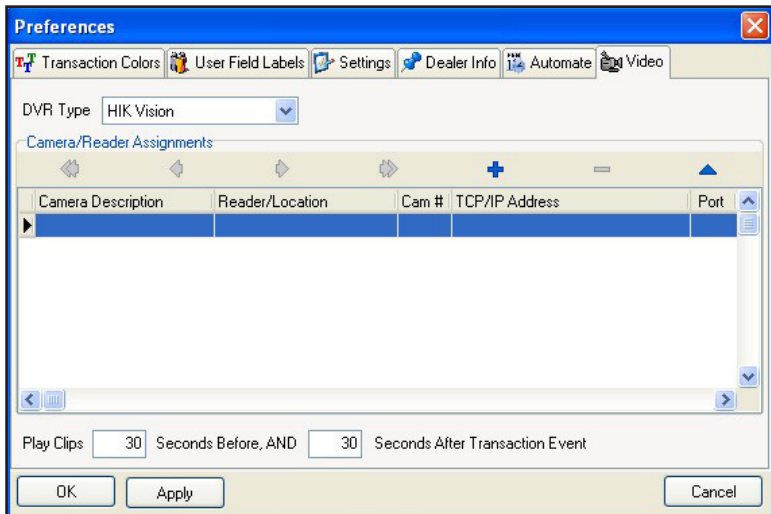 Preferences
Transaction Colors User Field Labels Settings Dealer Info Automate Video
DVR Type HIK Vision
Camera/Reader Assignments
Camera Description Reader/Location Cam # TCP/IP Address Port
Play Clips 30 Seconds Before, AND 30 Seconds After Transaction Event
OK Apply Cancel